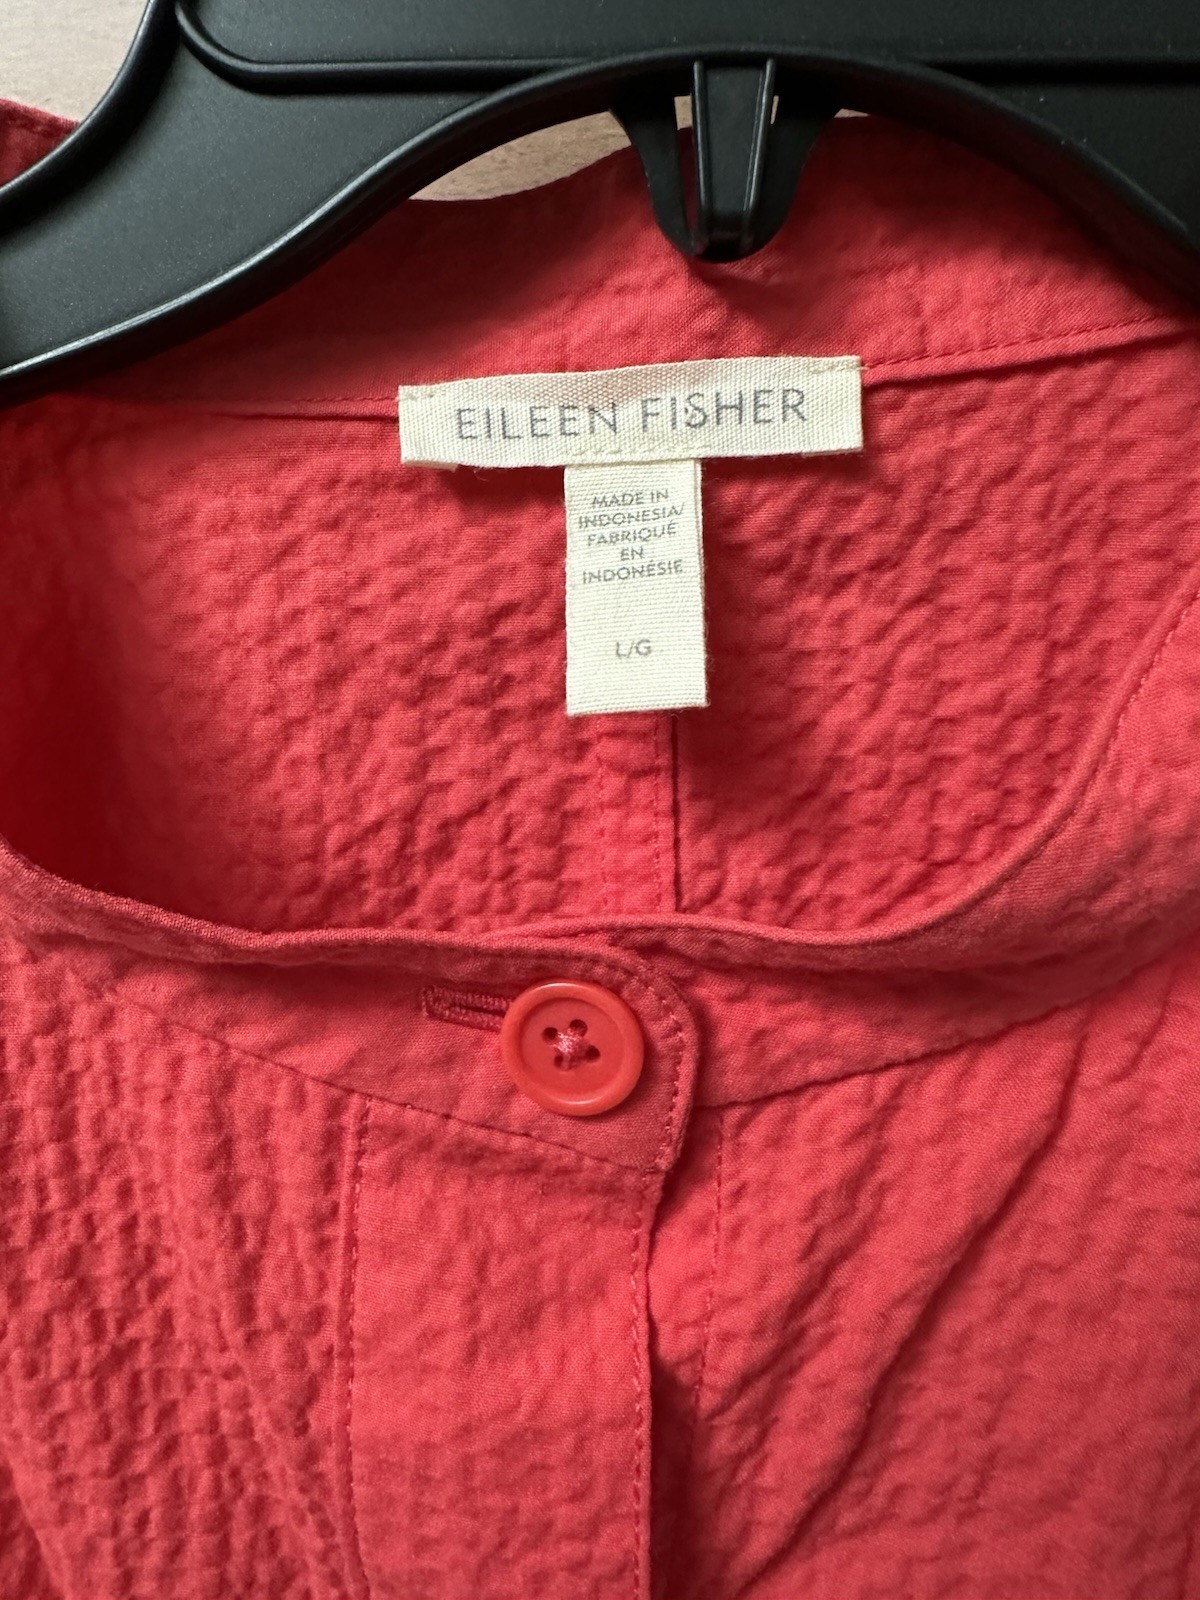 EILEEN FISHER
MADE IN
INDONESIA/
FABRIQUÉ
EN
INDONÉSIE
L/G